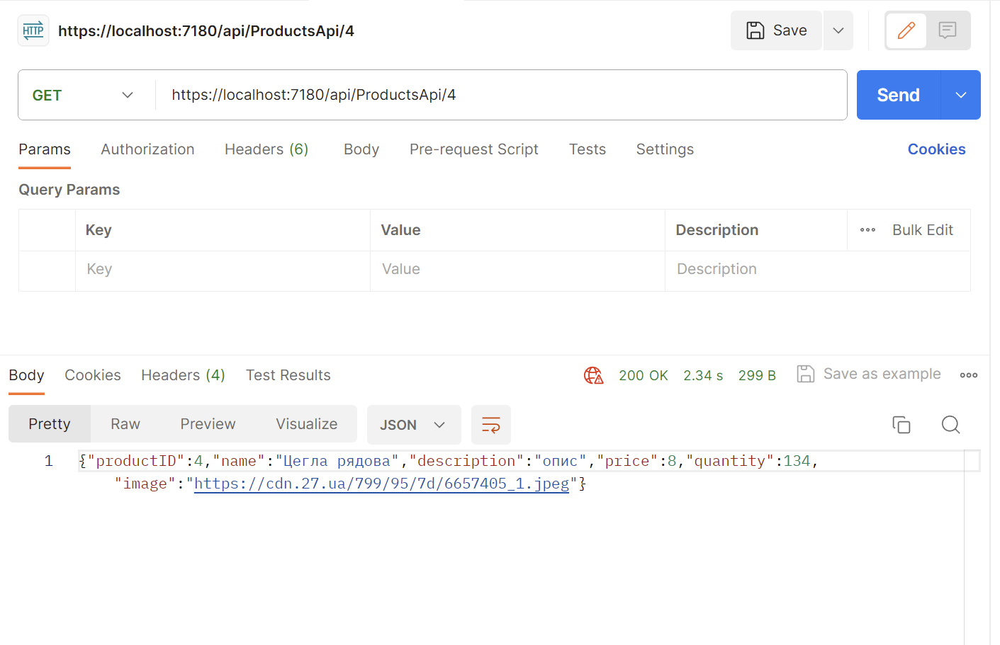 HTTP https://localhost:7180/api/ProductsApi/4 Save
GET https://localhost:7180/api/ProductsApi/4 Send
Params Authorization Headers (6) Body Pre-request Script Tests Settings Cookies
Query Params
Key Value Description Bulk Edit
Key Value Description
Body Cookies Headers (4) Test Results 200 OK 2.34 s 299 B Save as example
Pretty Raw Preview Visualize JSON
1 {"productID":4,"name":"Цегла рядова","description":"опис","price":8,"quantity":134,
"image":"https://cdn.27.ua/799/95/7d/6657405_1.jpeg"}